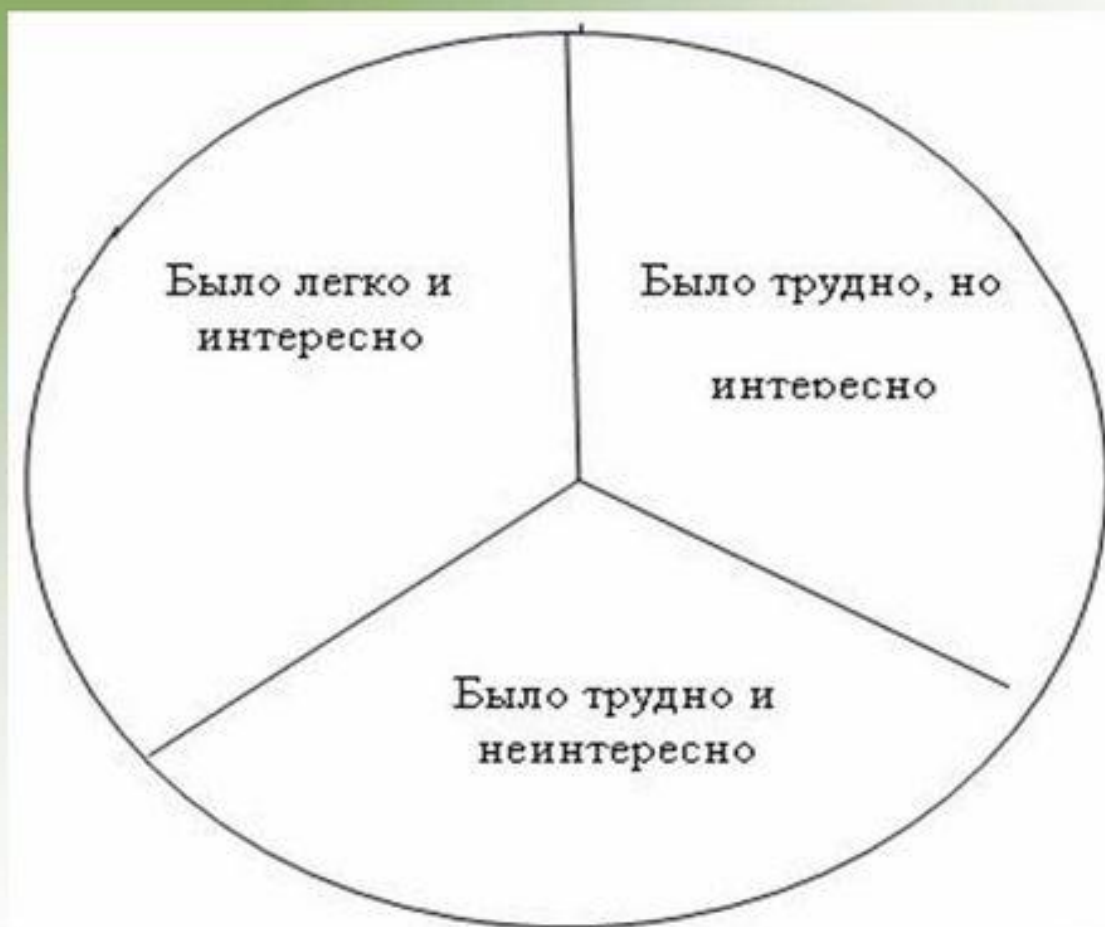 Было легко и
интересно
Было трудно, но
интересно
Было трудно и
неинтересно